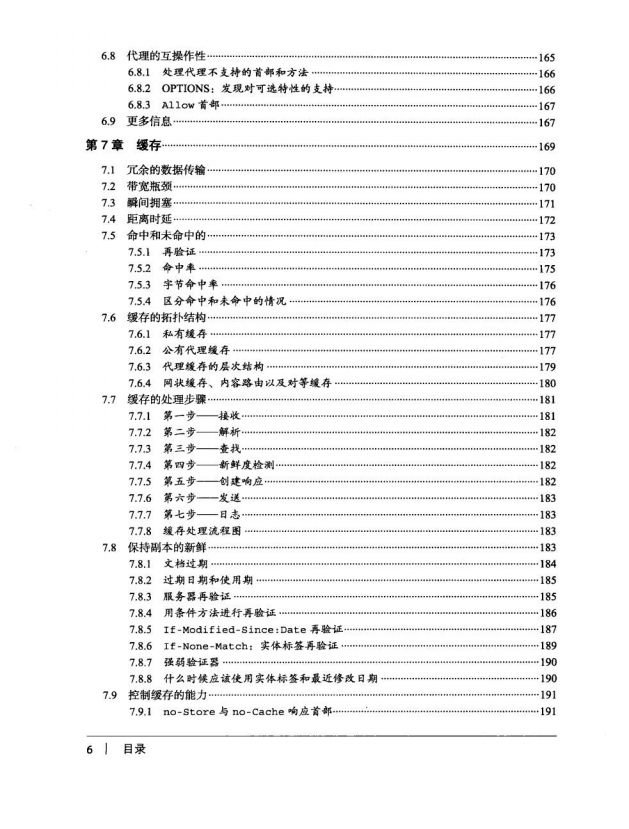 6.8 代理的互操作性……165
6.8.1 处理代理不支持的首部和方法……166
6.8.2 OPTIONS：发现对可选特性的支持……166
6.8.3 Allow 首部……167
6.9 更多信息……167
第 7 章 缓存……169
7.1 冗余的数据传输……170
7.2 带宽瓶颈……170
7.3 瞬间拥塞……171
7.4 距离时延……172
7.5 命中和未命中的……173
7.5.1 再验证……173
7.5.2 命中率……175
7.5.3 字节命中率……176
7.5.4 区分命中和未命中的情况……176
7.6 缓存的拓扑结构……177
7.6.1 私有缓存……177
7.6.2 公有代理缓存……177
7.6.3 代理缓存的层次结构……179
7.6.4 网状缓存、内容路由以及对等缓存……180
7.7 缓存的处理步骤……181
7.7.1 第一步——接收……181
7.7.2 第二步——解析……182
7.7.3 第三步——查找……182
7.7.4 第四步——新鲜度检测……182
7.7.5 第五步——创建响应……182
7.7.6 第六步——发送……183
7.7.7 第七步——日志……183
7.7.8 缓存处理流程图……183
7.8 保持副本的新鲜……183
7.8.1 文档过期……184
7.8.2 过期日期和使用期……185
7.8.3 服务器再验证……185
7.8.4 用条件方法进行再验证……186
7.8.5 If-Modified-Since:Date 再验证……187
7.8.6 If-None-Match：实体标签再验证……189
7.8.7 强弱验证器……190
7.8.8 什么时候应该使用实体标签和最近修改日期……190
7.9 控制缓存的能力……191
7.9.1 no-Store 与 no-Cache 响应首部……191
6 | 目录